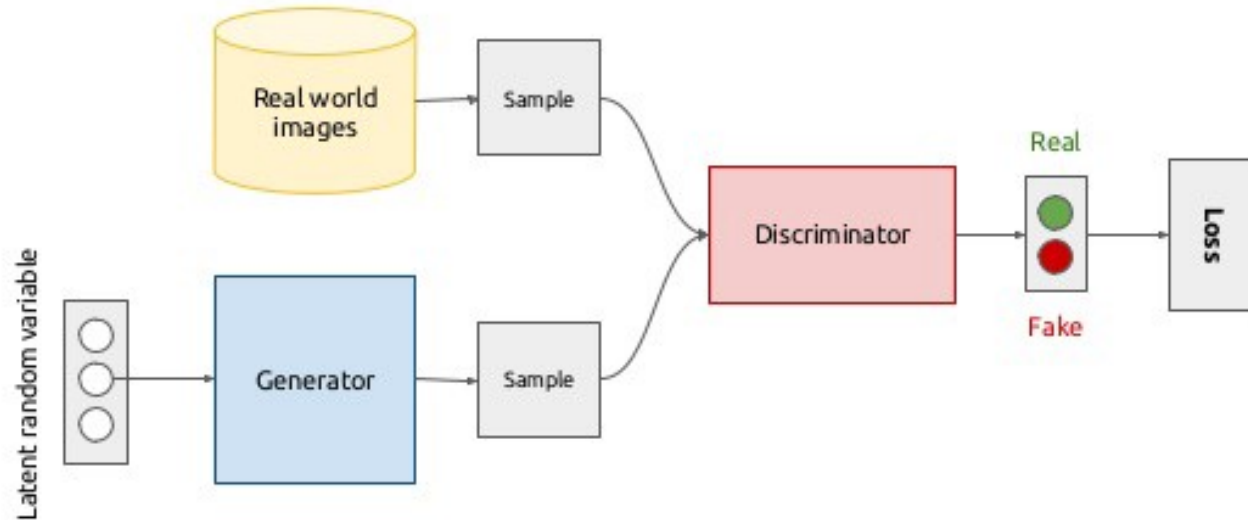 Real world
images
Sample
Real
Discriminator
Loss
Fake
Latent random variable
Generator
Sample